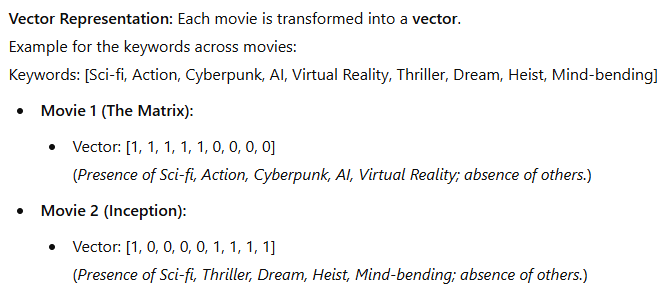 Vector Representation: Each movie is transformed into a vector.
Example for the keywords across movies:
Keywords: [Sci-fi, Action, Cyberpunk, AI, Virtual Reality, Thriller, Dream, Heist, Mind-bending]
• Movie 1 (The Matrix):
• Vector: [1, 1, 1, 1, 1, 0, 0, 0, 0]
(Presence of Sci-fi, Action, Cyberpunk, AI, Virtual Reality; absence of others.)
• Movie 2 (Inception):
• Vector: [1, 0, 0, 0, 0, 1, 1, 1, 1]
(Presence of Sci-fi, Thriller, Dream, Heist, Mind-bending; absence of others.)